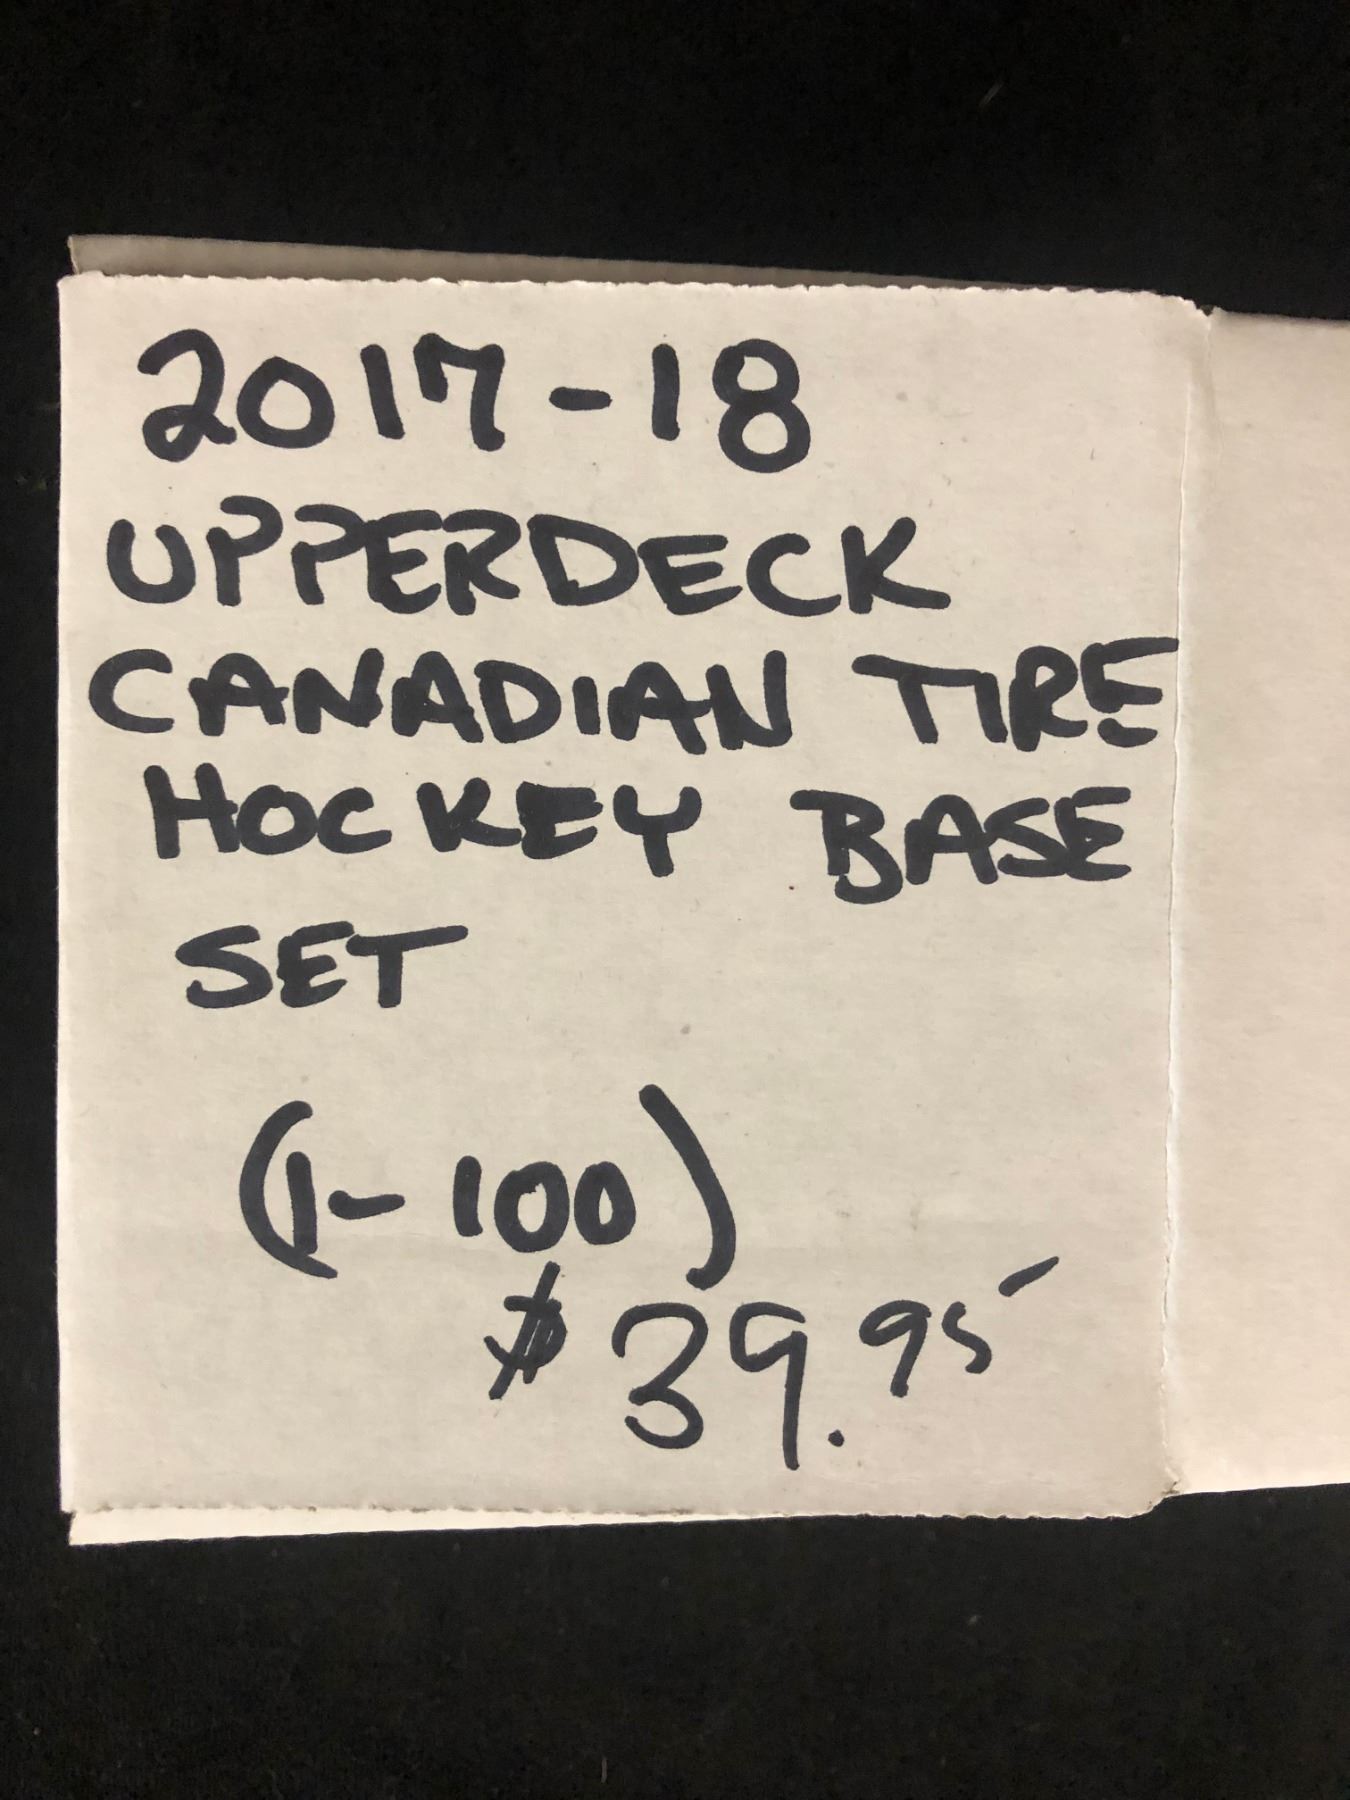 2017-18
UPPERDECK
CANADIAN TIRE
HOCKEY BASE
SET
(1-100)
$39.95